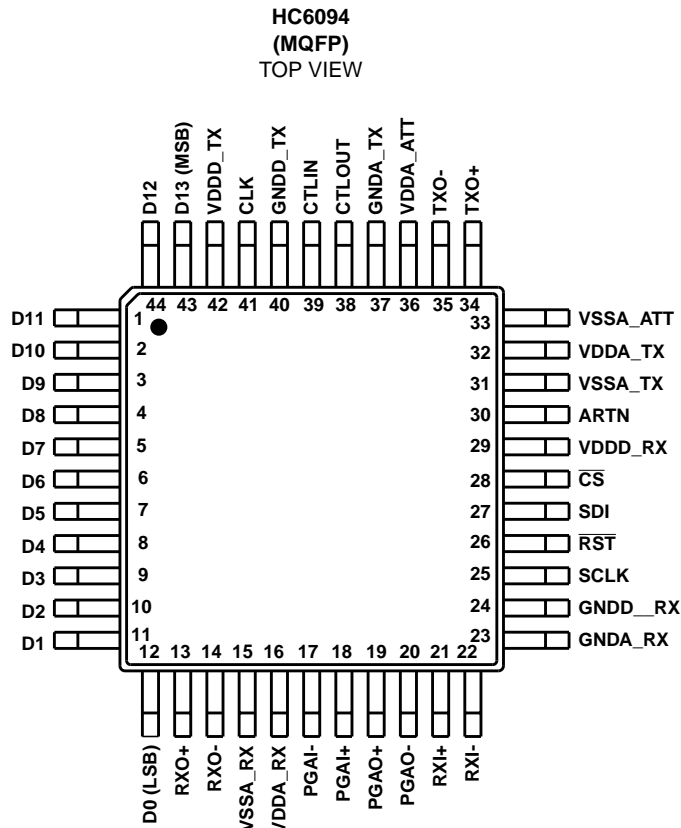 HC6094
(MQFP)
TOP VIEW
D12
D13 (MSB)
VDDD_TX
CLK
GNDD_TX
CTLIN
CTLOUT
GNDA_TX
VDDA_ATT
TXO-
TXO+
44 43 42 41 40 39 38 37 36 35 34
D11 1
D10 2
D9 3
D8 4
D7 5
D6 6
D5 7
D4 8
D3 9
D2 10
D1 11
33 VSSA_ATT
32 VDDA_TX
31 VSSA_TX
30 ARTN
29 VDDD_RX
28 CS
27 SDI
26 RST
25 SCLK
24 GNDD__RX
23 GNDA_RX
12 13 14 15 16 17 18 19 20 21 22
D0 (LSB)
RXO+
RXO-
VSSA_RX
VDDA_RX
PGAI-
PGAI+
PGAO+
PGAO-
RXI+
RXI-